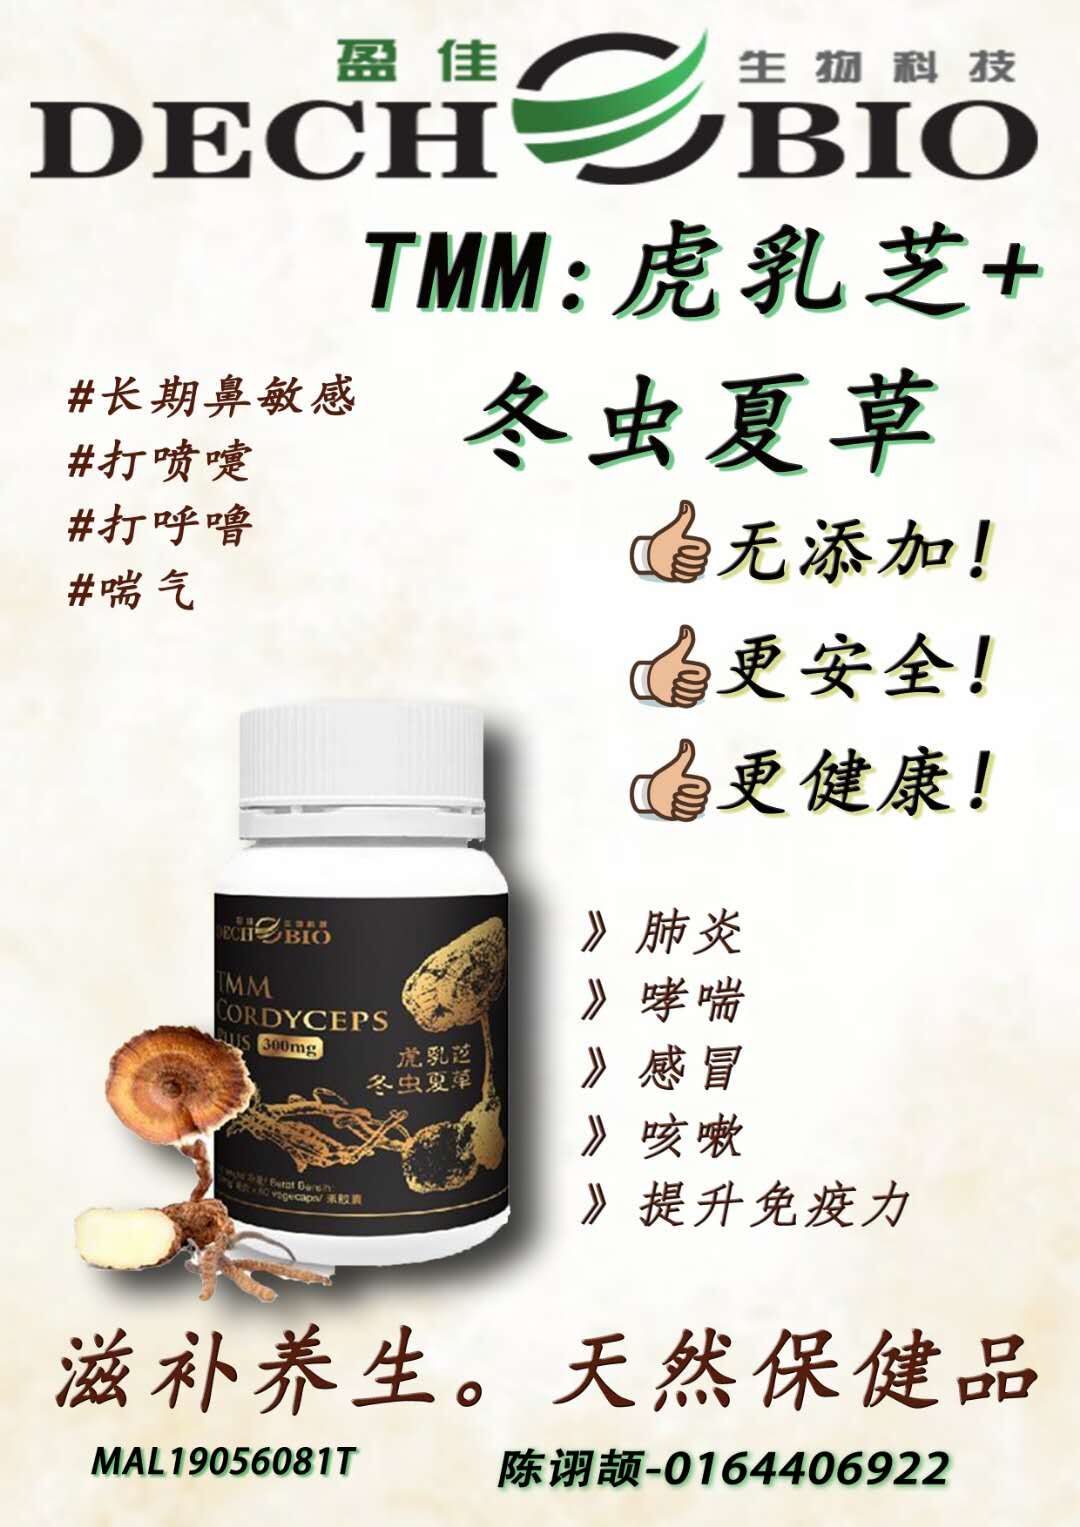 盈佳 生物科技
DECH BIO
TMM:虎乳芝+
冬虫夏草
#长期鼻敏感
#打喷嚏
#打呼噜
#喘气
无添加!
更安全!
更健康!
DECH BIO
TMM
CORDYCEPS
PLUS 300mg
虎乳芝
冬虫夏草
》肺炎
》哮喘
》感冒
》咳嗽
》提升免疫力
滋补养生。天然保健品
MAL19056081T
陈诩颉-0164406922